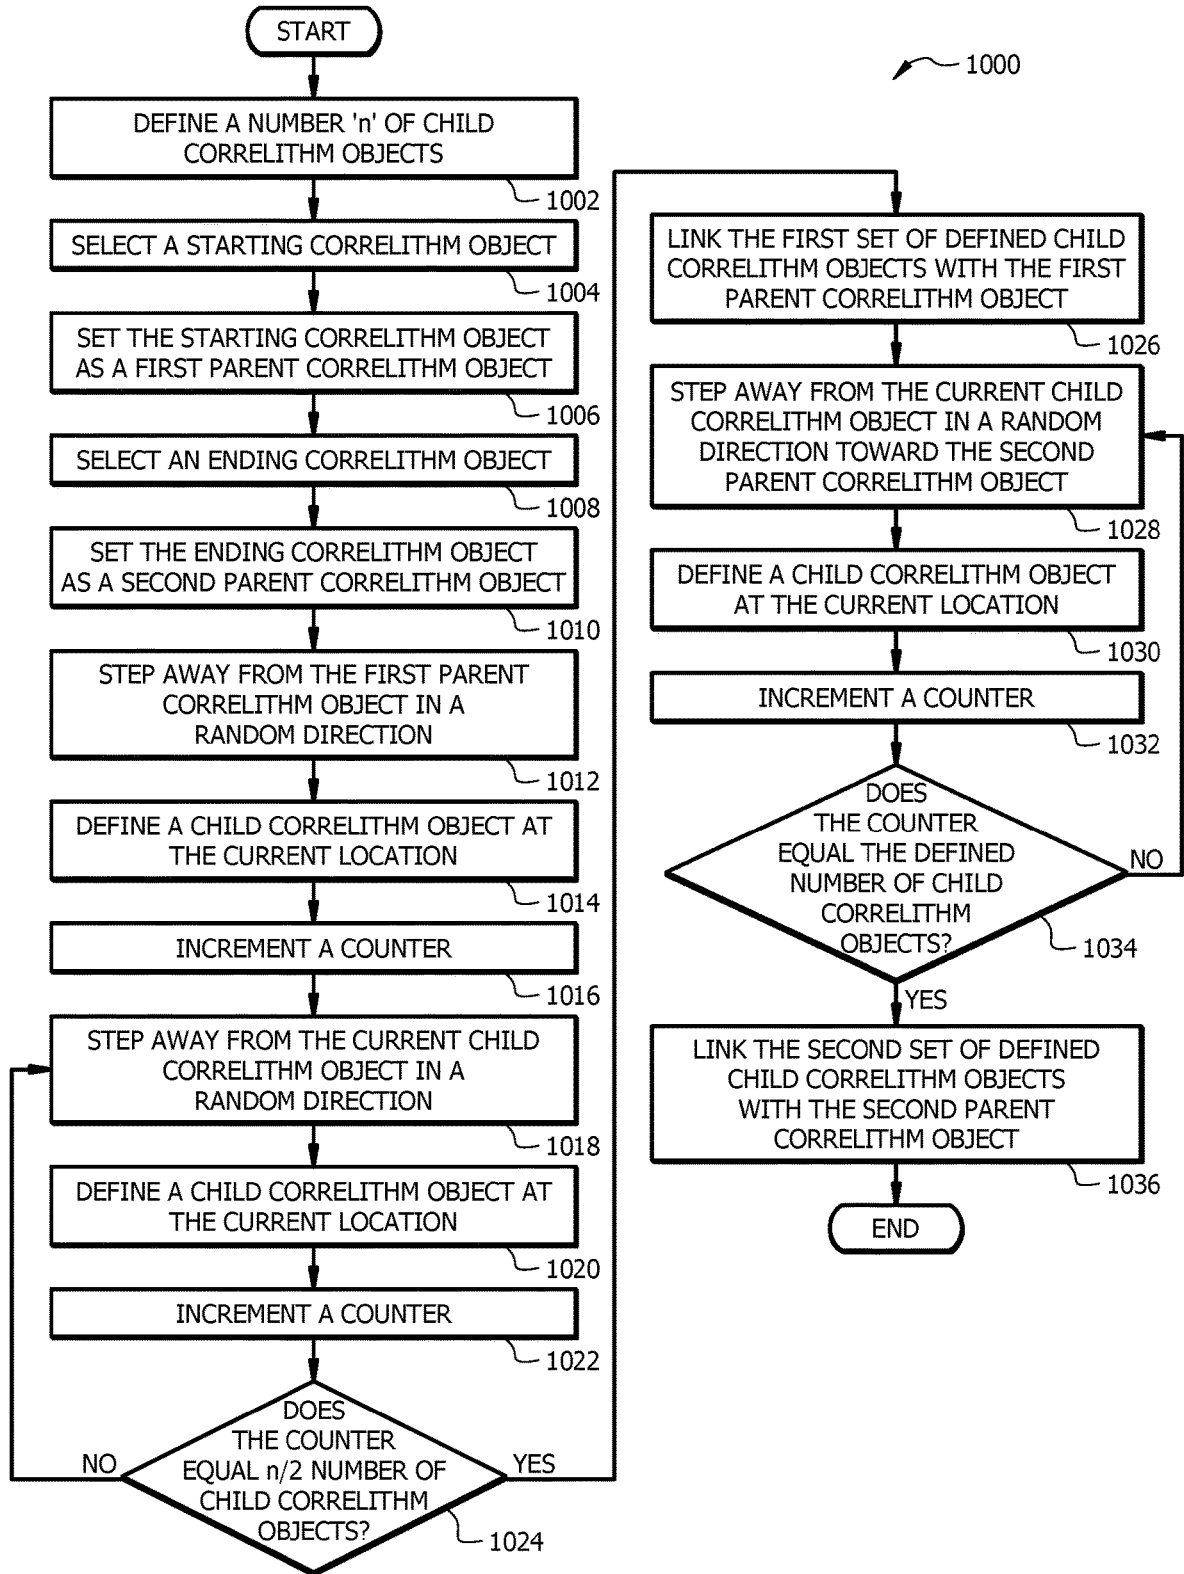 START
DEFINE A NUMBER 'n' OF CHILD
CORRELITHM OBJECTS
1002
SELECT A STARTING CORRELITHM OBJECT
1004
SET THE STARTING CORRELITHM OBJECT
AS A FIRST PARENT CORRELITHM OBJECT
1006
SELECT AN ENDING CORRELITHM OBJECT
1008
SET THE ENDING CORRELITHM OBJECT
AS A SECOND PARENT CORRELITHM OBJECT
1010
STEP AWAY FROM THE FIRST PARENT
CORRELITHM OBJECT IN A
RANDOM DIRECTION
1012
DEFINE A CHILD CORRELITHM OBJECT AT
THE CURRENT LOCATION
1014
INCREMENT A COUNTER
1016
STEP AWAY FROM THE CURRENT CHILD
CORRELITHM OBJECT IN A
RANDOM DIRECTION
1018
DEFINE A CHILD CORRELITHM OBJECT AT
THE CURRENT LOCATION
1020
INCREMENT A COUNTER
1022
DOES
THE COUNTER
EQUAL n/2 NUMBER OF
CHILD CORRELITHM
OBJECTS?
NO
YES
1024
1000
LINK THE FIRST SET OF DEFINED CHILD
CORRELITHM OBJECTS WITH THE FIRST
PARENT CORRELITHM OBJECT
1026
STEP AWAY FROM THE CURRENT CHILD
CORRELITHM OBJECT IN A RANDOM
DIRECTION TOWARD THE SECOND
PARENT CORRELITHM OBJECT
1028
DEFINE A CHILD CORRELITHM OBJECT
AT THE CURRENT LOCATION
1030
INCREMENT A COUNTER
1032
DOES
THE COUNTER
EQUAL THE DEFINED
NUMBER OF CHILD
CORRELITHM
OBJECTS?
NO
1034
YES
LINK THE SECOND SET OF DEFINED
CHILD CORRELITHM OBJECTS
WITH THE SECOND PARENT
CORRELITHM OBJECT
1036
END